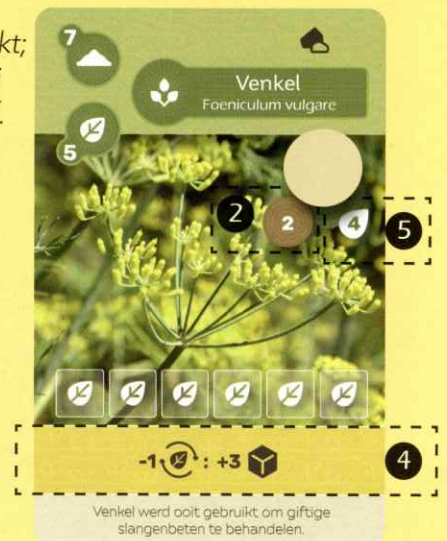 kt;
7
Venkel
Foeniculum vulgare
5
2
2
4
5
-1 : +3
4
Venkel werd ooit gebruikt om giftige
slangenbeten te behandelen.